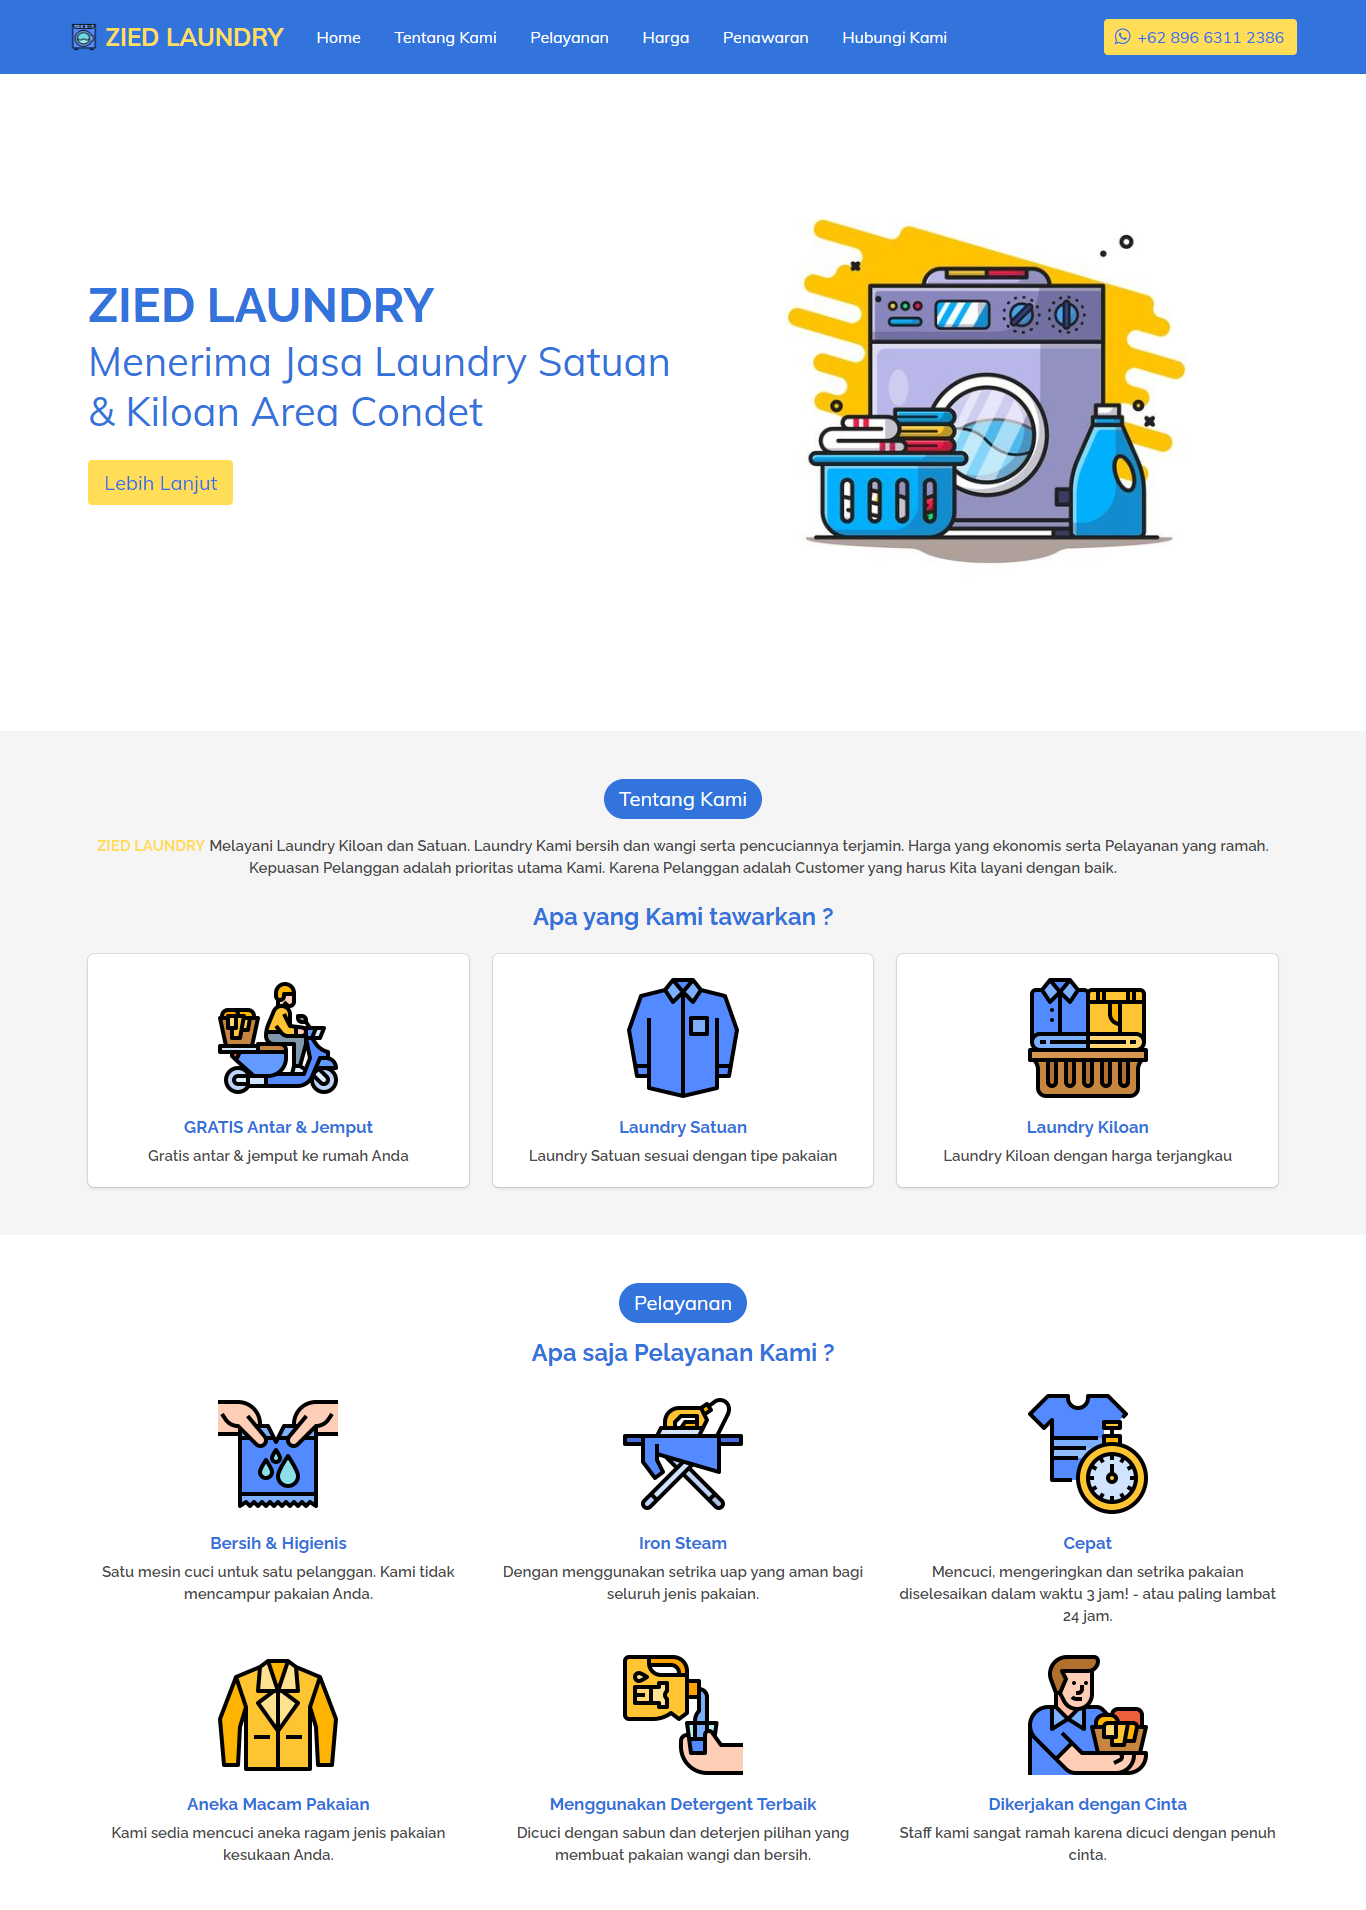 ZIED LAUNDRY
Home
Tentang Kami
Pelayanan
Harga
Penawaran
Hubungi Kami
+62 896 6311 2386
ZIED LAUNDRY
Menerima Jasa Laundry Satuan
& Kiloan Area Condet
Lebih Lanjut
Tentang Kami
ZIED LAUNDRY Melayani Laundry Kiloan dan Satuan. Laundry Kami bersih dan wangi serta pencuciannya terjamin. Harga yang ekonomis serta Pelayanan yang ramah.
Kepuasan Pelanggan adalah prioritas utama Kami. Karena Pelanggan adalah Customer yang harus Kita layani dengan baik.
Apa yang Kami tawarkan ?
GRATIS Antar & Jemput
Gratis antar & jemput ke rumah Anda
Laundry Satuan
Laundry Satuan sesuai dengan tipe pakaian
Laundry Kiloan
Laundry Kiloan dengan harga terjangkau
Pelayanan
Apa saja Pelayanan Kami ?
Bersih & Higienis
Satu mesin cuci untuk satu pelanggan. Kami tidak
mencampur pakaian Anda.
Iron Steam
Dengan menggunakan setrika uap yang aman bagi
seluruh jenis pakaian.
Cepat
Mencuci, mengeringkan dan setrika pakaian
diselesaikan dalam waktu 3 jam! - atau paling lambat
24 jam.
Aneka Macam Pakaian
Kami sedia mencuci aneka ragam jenis pakaian
kesukaan Anda.
Menggunakan Detergent Terbaik
Dicuci dengan sabun dan deterjen pilihan yang
membuat pakaian wangi dan bersih.
Dikerjakan dengan Cinta
Staff kami sangat ramah karena dicuci dengan penuh
cinta.